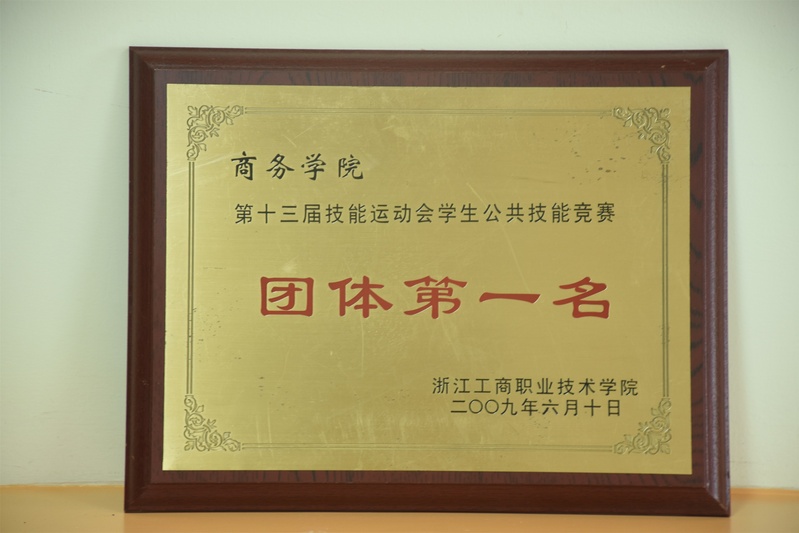 商务学院
第十三届技能运动会学生公共技能竞赛
团体第一名
浙江工商职业技术学院
二〇〇九年六月十日